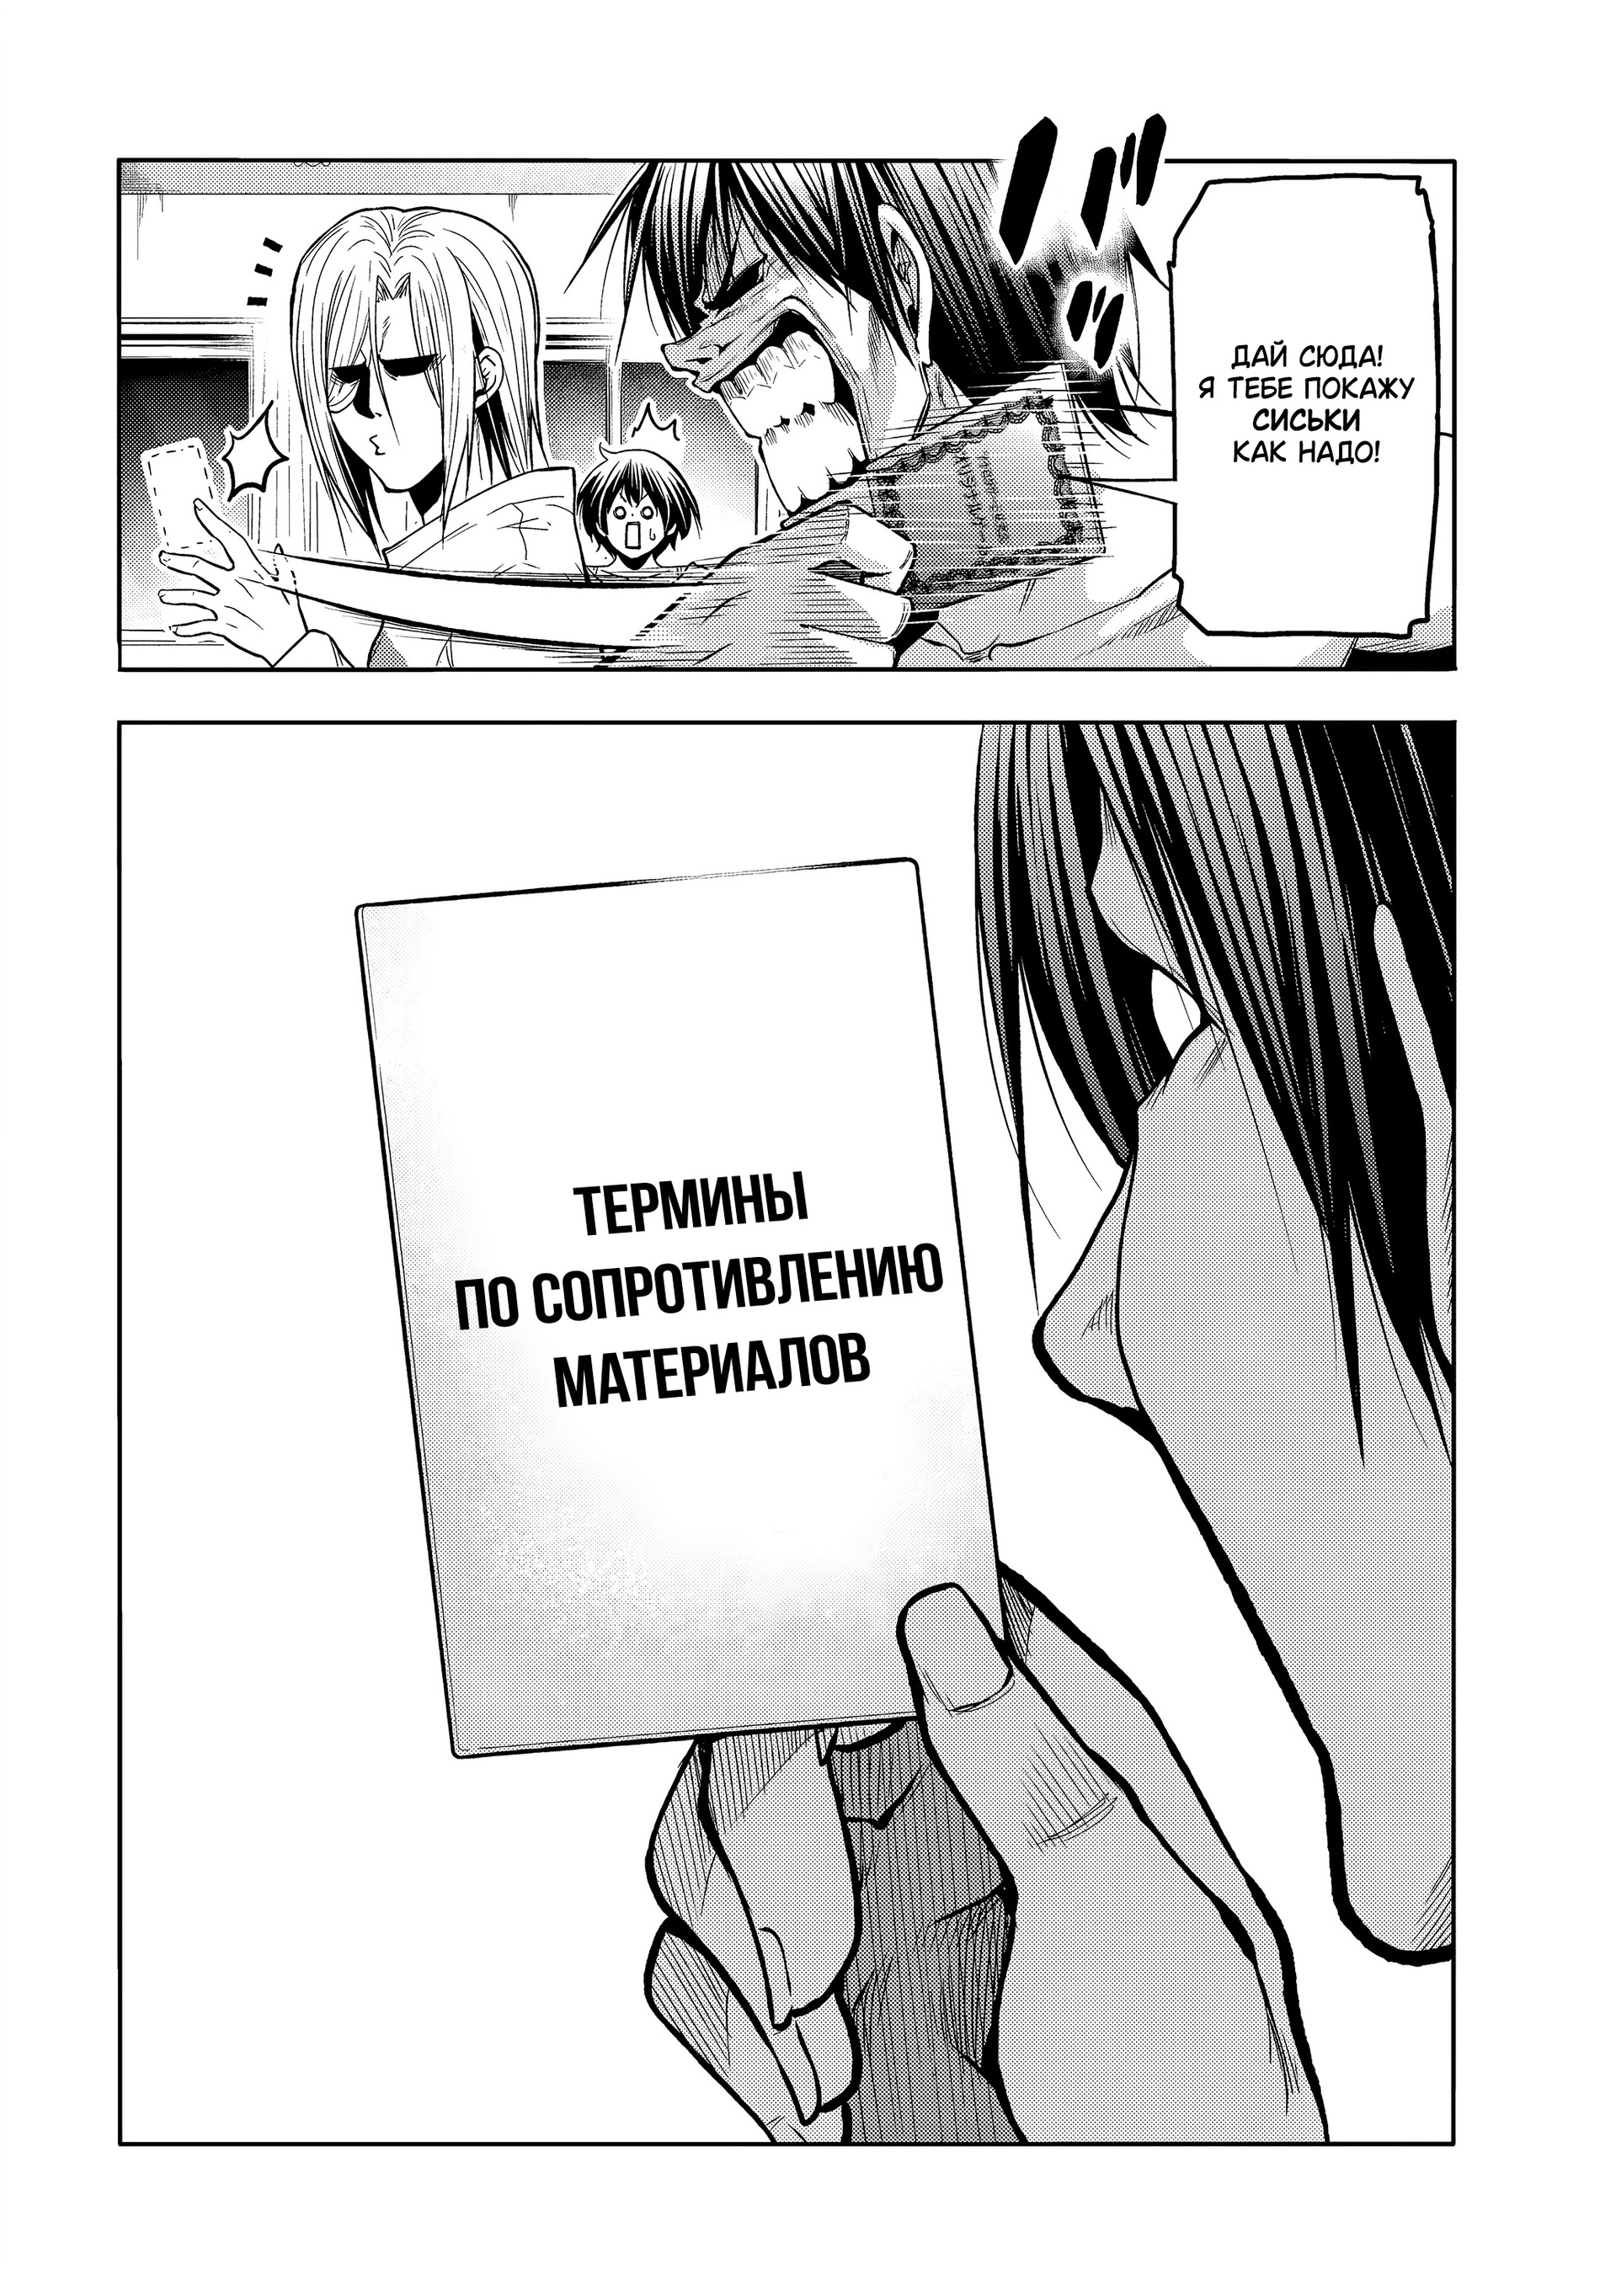 ДАЙ СЮДА!
Я ТЕБЕ ПОКАЖУ
СИСЬКИ
КАК НАДО!
ТЕРМИНЫ
ПО СОПРОТИВЛЕНИЮ
МАТЕРИАЛОВ